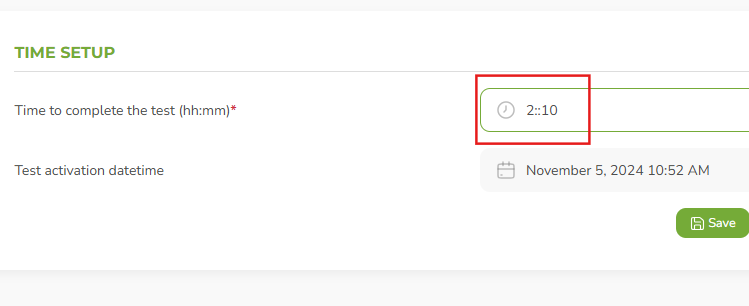 TIME SETUP
Time to complete the test (hh:mm)*
2::10
Test activation datetime
November 5, 2024 10:52 AM
Save